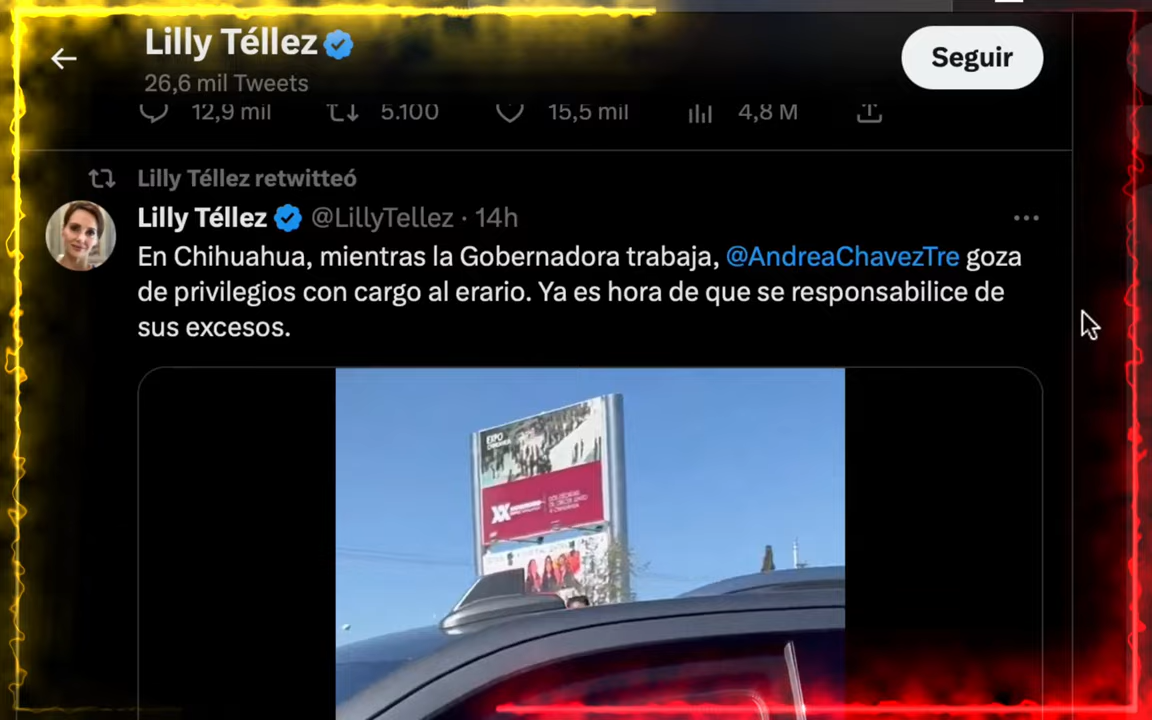 Lilly Téllez
26,6 mil Tweets
Seguir
12,9 mil 5.100 15,5 mil 4,8 M
Lilly Téllez retwitteó
Lilly Téllez @LillyTellez · 14h
En Chihuahua, mientras la Gobernadora trabaja, @AndreaChavezTre goza
de privilegios con cargo al erario. Ya es hora de que se responsabilice de
sus excesos.
EXPO
XX